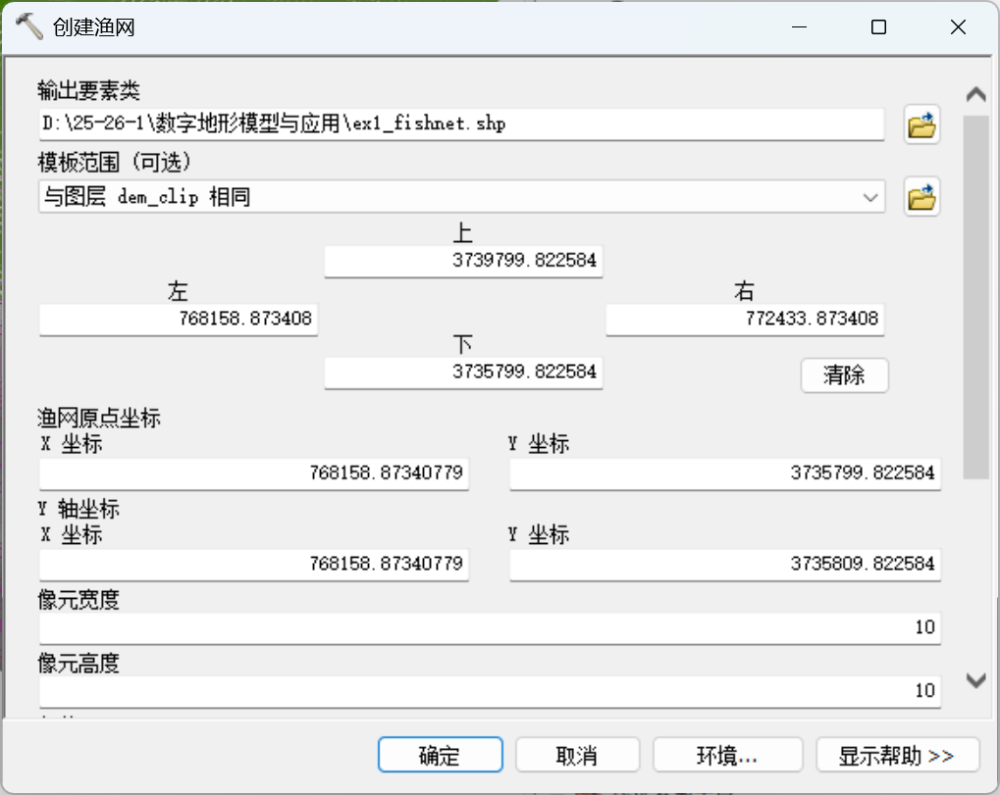 创建渔网
输出要素类
D:\25-26-1\数字地形模型与应用\ex1_fishnet.shp
模板范围（可选）
与图层 dem_clip 相同
上
3739799.822584
左
右
768158.873408
772433.873408
下
3735799.822584
清除
渔网原点坐标
X 坐标
Y 坐标
768158.87340779
3735799.822584
Y 轴坐标
X 坐标
Y 坐标
768158.87340779
3735809.822584
像元宽度
10
像元高度
10
确定
取消
环境...
显示帮助 >>